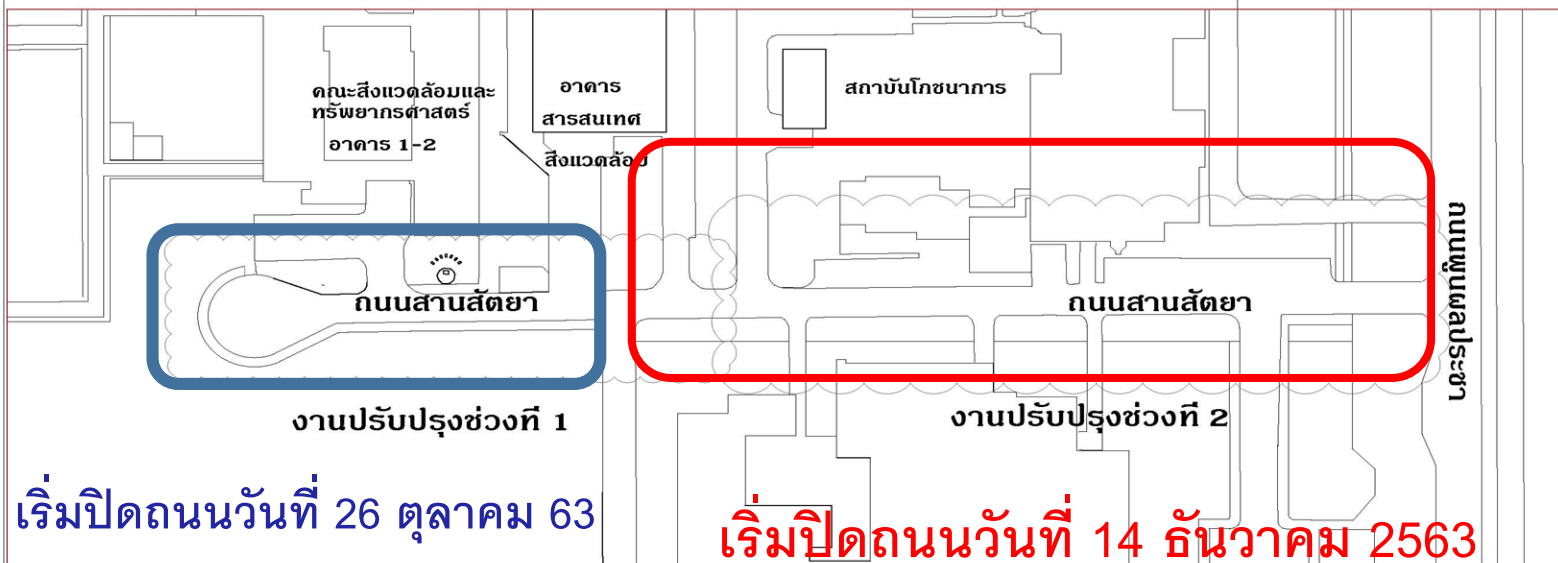 คณะสิ่งแวดล้อมและ
ทรัพยากรศาสตร์
อาคาร 1-2
อาคาร
สารสนเทศ
สิ่งแวดล้อม
สถาบันโภชนาการ
ถนนสานสัตยา
ถนนสานสัตยา
ถนนพูนผลประชา
งานปรับปรุงช่วงที่ 1
งานปรับปรุงช่วงที่ 2
เริ่มปิดถนนวันที่ 26 ตุลาคม 63
เริ่มปิดถนนวันที่ 14 ธันวาคม 2563